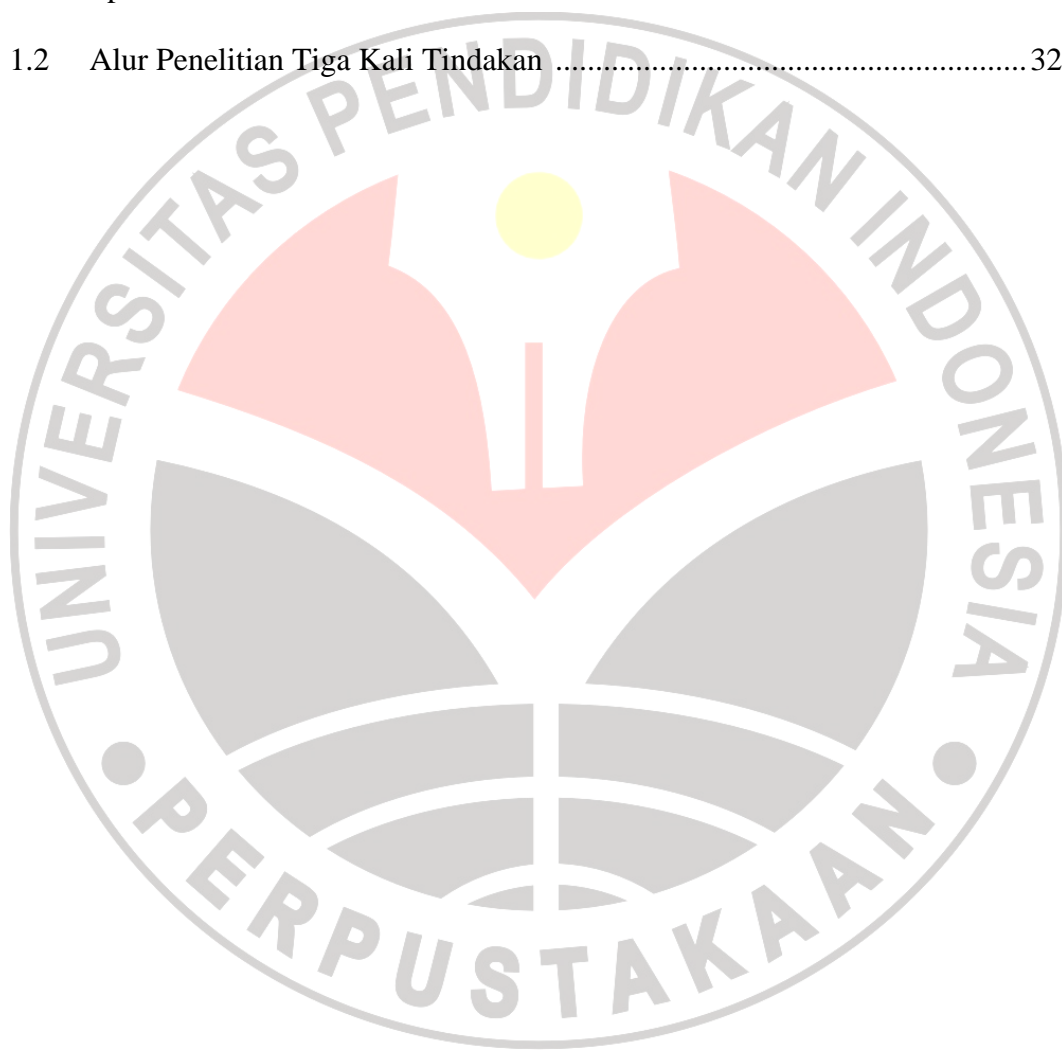 1.2 Alur Penelitian Tiga Kali Tindakan .......................................................... 32
UNIVERSITAS PENDIDIKAN INDONESIA
PERPUSTAKAAN